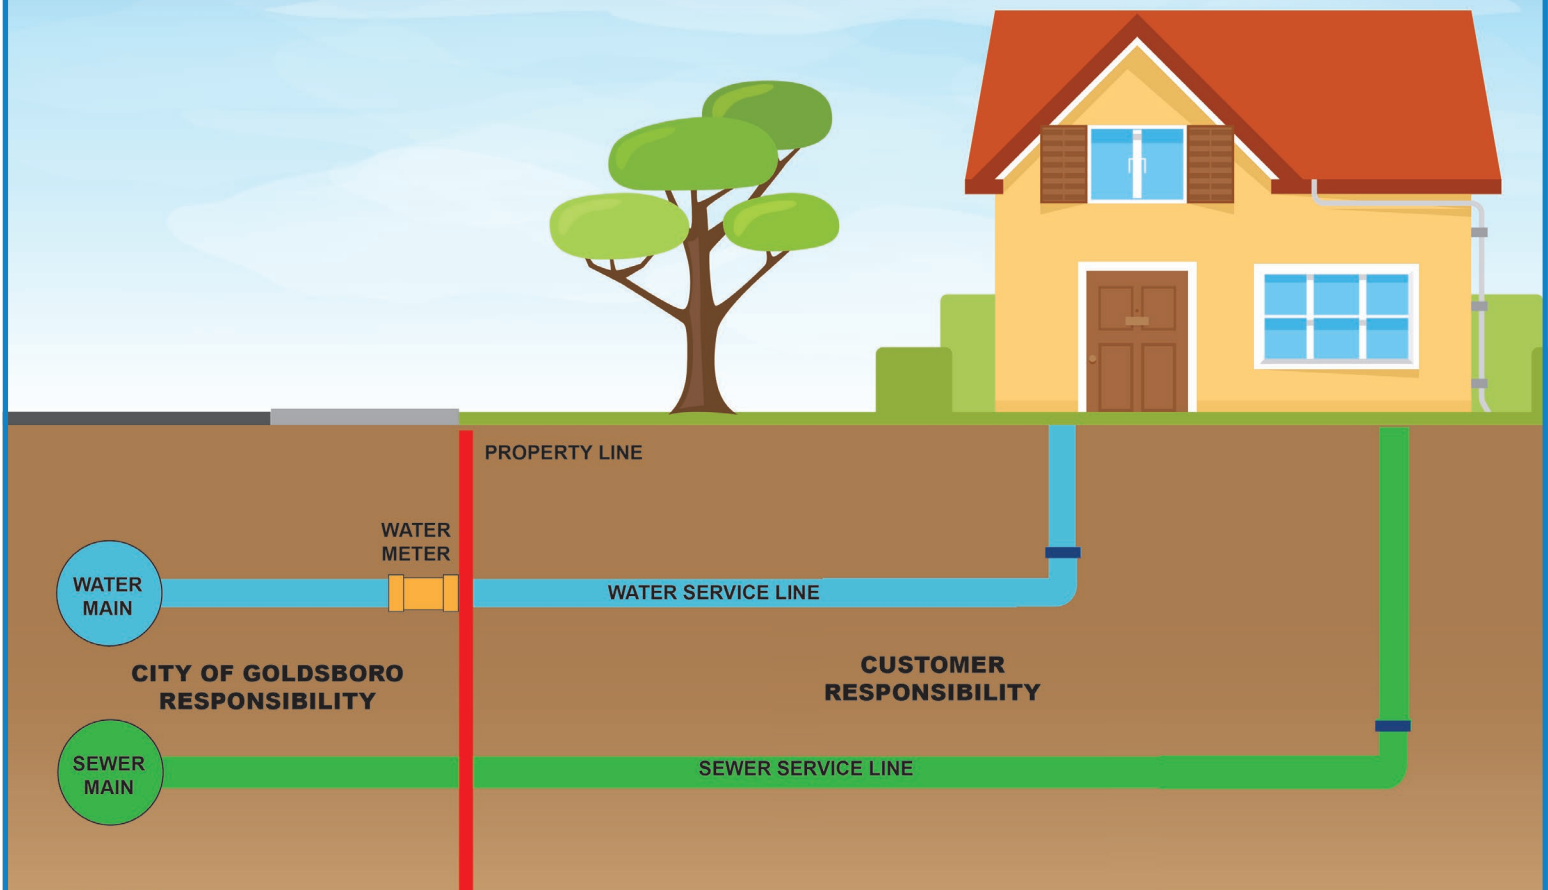 PROPERTY LINE
WATER
METER
WATER
MAIN
WATER SERVICE LINE
CITY OF GOLDSBORO
RESPONSIBILITY
CUSTOMER
RESPONSIBILITY
SEWER
MAIN
SEWER SERVICE LINE